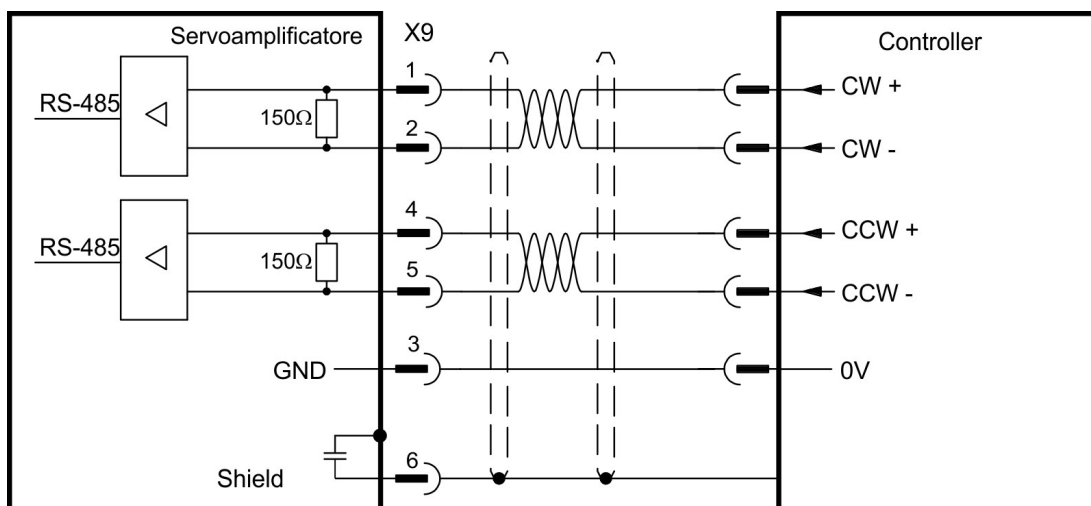 Servoamplificatore
X9
Controller
RS-485
150Ω
1
2
CW +
CW -
RS-485
150Ω
4
5
CCW +
CCW -
GND
3
0V
Shield
6